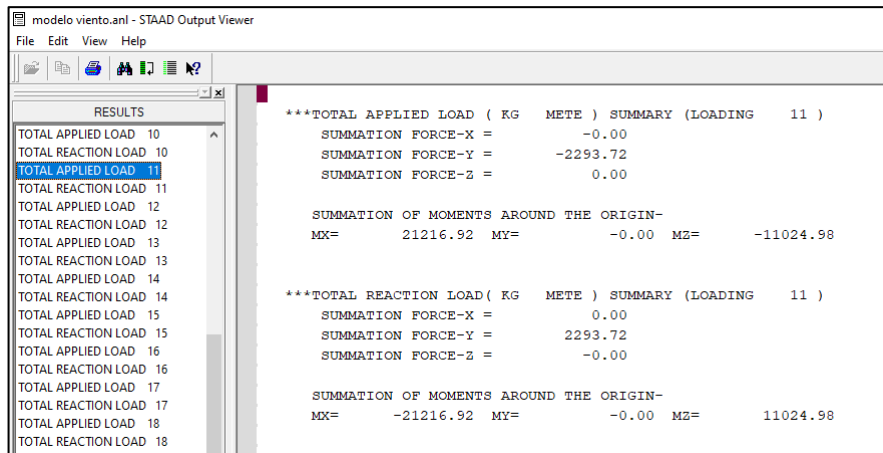 modelo viento.anl - STAAD Output Viewer
File Edit View Help
RESULTS
TOTAL APPLIED LOAD 10
TOTAL REACTION LOAD 10
TOTAL APPLIED LOAD 11
TOTAL REACTION LOAD 11
TOTAL APPLIED LOAD 12
TOTAL REACTION LOAD 12
TOTAL APPLIED LOAD 13
TOTAL REACTION LOAD 13
TOTAL APPLIED LOAD 14
TOTAL REACTION LOAD 14
TOTAL APPLIED LOAD 15
TOTAL REACTION LOAD 15
TOTAL APPLIED LOAD 16
TOTAL REACTION LOAD 16
TOTAL APPLIED LOAD 17
TOTAL REACTION LOAD 17
TOTAL APPLIED LOAD 18
TOTAL REACTION LOAD 18
***TOTAL APPLIED LOAD ( KG METE ) SUMMARY (LOADING 11 )
SUMMATION FORCE-X = -0.00
SUMMATION FORCE-Y = -2293.72
SUMMATION FORCE-Z = 0.00
SUMMATION OF MOMENTS AROUND THE ORIGIN-
MX= 21216.92 MY= -0.00 MZ= -11024.98
***TOTAL REACTION LOAD( KG METE ) SUMMARY (LOADING 11 )
SUMMATION FORCE-X = 0.00
SUMMATION FORCE-Y = 2293.72
SUMMATION FORCE-Z = -0.00
SUMMATION OF MOMENTS AROUND THE ORIGIN-
MX= -21216.92 MY= -0.00 MZ= 11024.98